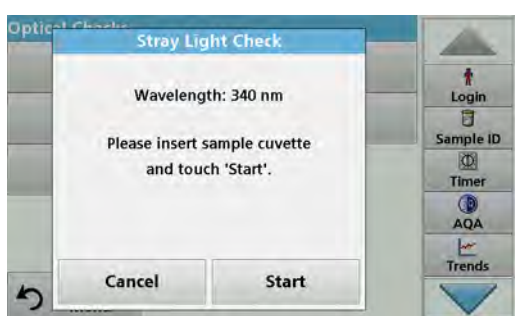 Optic
Stray Light Check
Wavelength: 340 nm
Please insert sample cuvette
and touch 'Start'.
Cancel
Start
Login
Sample ID
Timer
AQA
Trends